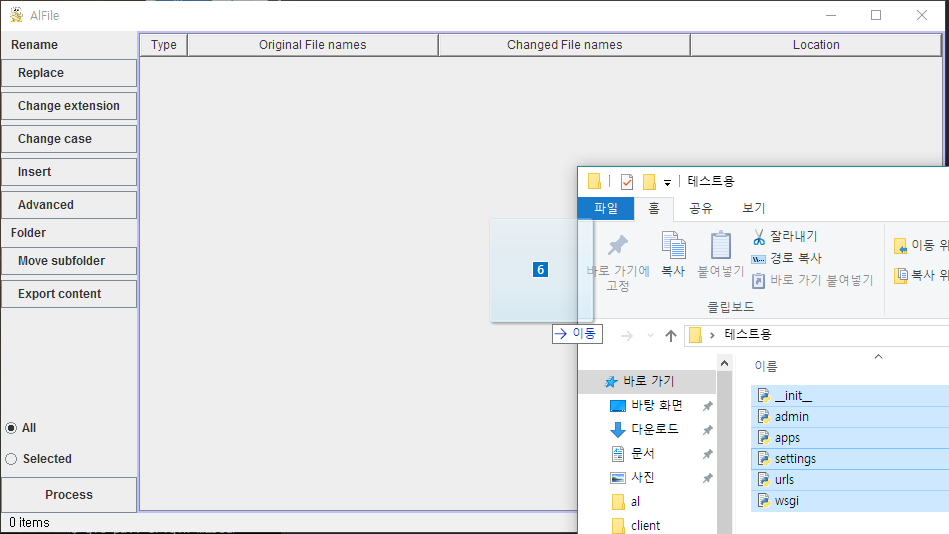 AlFile
Rename
Replace
Change extension
Change case
Insert
Advanced
Folder
Move subfolder
Export content
All
Selected
Process
0 items
Type Original File names Changed File names Location
테스트용
파일 홈 공유 보기
바로 가기에
고정
복사
붙여넣기
잘라내기
경로 복사
바로 가기 붙여넣기
이동 위
복사 위
클립보드
6
이동
테스트용
바로 가기
바탕 화면
다운로드
문서
사진
al
client
이름
__init__
admin
apps
settings
urls
wsgi